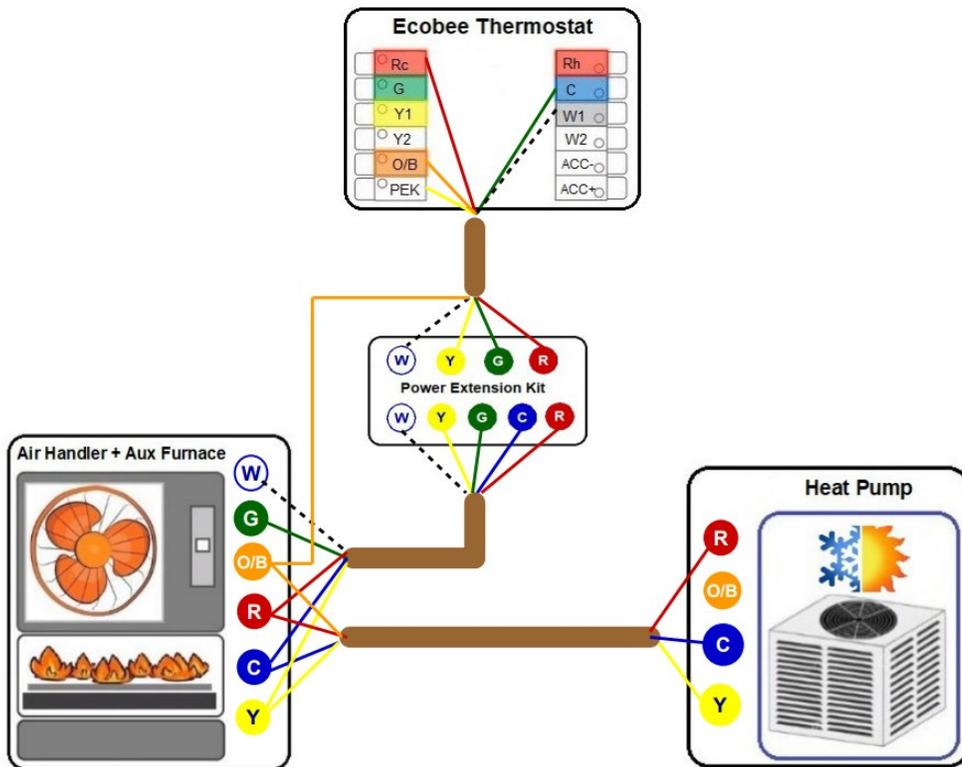 Ecobee Thermostat
Rc
G
Y1
Y2
O/B
PEK
Rh
C
W1
W2
ACC-
ACC+
W Y G R
Power Extension Kit
W Y G C R
Air Handler + Aux Furnace
W
G
O/B
R
C
Y
Heat Pump
R
O/B
C
Y